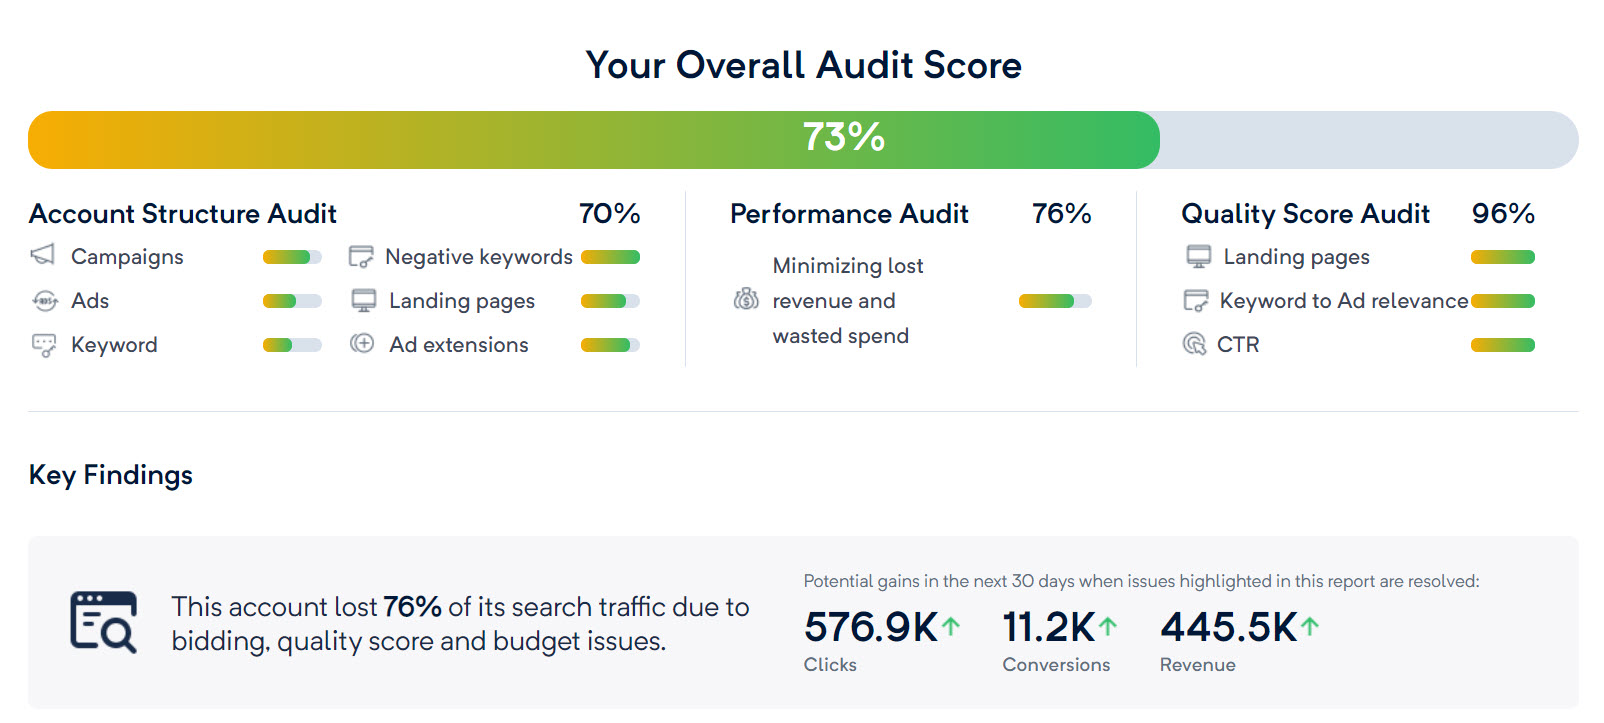 Your Overall Audit Score
73%
Account Structure Audit 70%
Campaigns
Negative keywords
Ads
Landing pages
Keyword
Ad extensions
Performance Audit 76%
Minimizing lost
revenue and
wasted spend
Quality Score Audit 96%
Landing pages
Keyword to Ad relevance
CTR
Key Findings
This account lost 76% of its search traffic due to
bidding, quality score and budget issues.
Potential gains in the next 30 days when issues highlighted in this report are resolved:
576.9K 11.2K 445.5K
Clicks Conversions Revenue